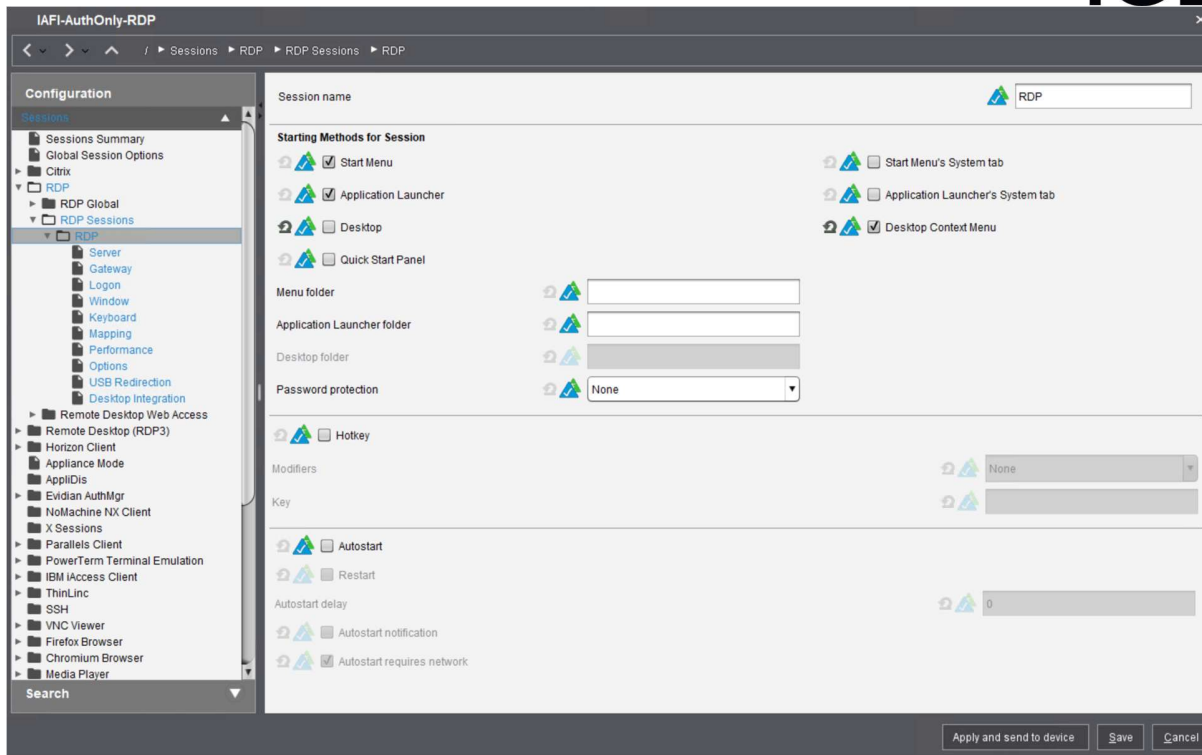 IAFI-AuthOnly-RDP
/ Sessions RDP RDP Sessions RDP
Configuration
Sessions
Sessions Summary
Global Session Options
Citrix
RDP
RDP Global
RDP Sessions
RDP
Server
Gateway
Logon
Window
Keyboard
Mapping
Performance
Options
USB Redirection
Desktop Integration
Remote Desktop Web Access
Remote Desktop (RDP3)
Horizon Client
Appliance Mode
AppliDis
Evidian AuthMgr
NoMachine NX Client
X Sessions
Parallels Client
PowerTerm Terminal Emulation
IBM iAccess Client
ThinLinc
SSH
VNC Viewer
Firefox Browser
Chromium Browser
Media Player
Search
Session name RDP
Starting Methods for Session
Start Menu Start Menu's System tab
Application Launcher Application Launcher's System tab
Desktop Desktop Context Menu
Quick Start Panel
Menu folder
Application Launcher folder
Desktop folder
Password protection None
Hotkey
Modifiers None
Key
Autostart
Restart
Autostart delay 0
Autostart notification
Autostart requires network
Apply and send to device Save Cancel